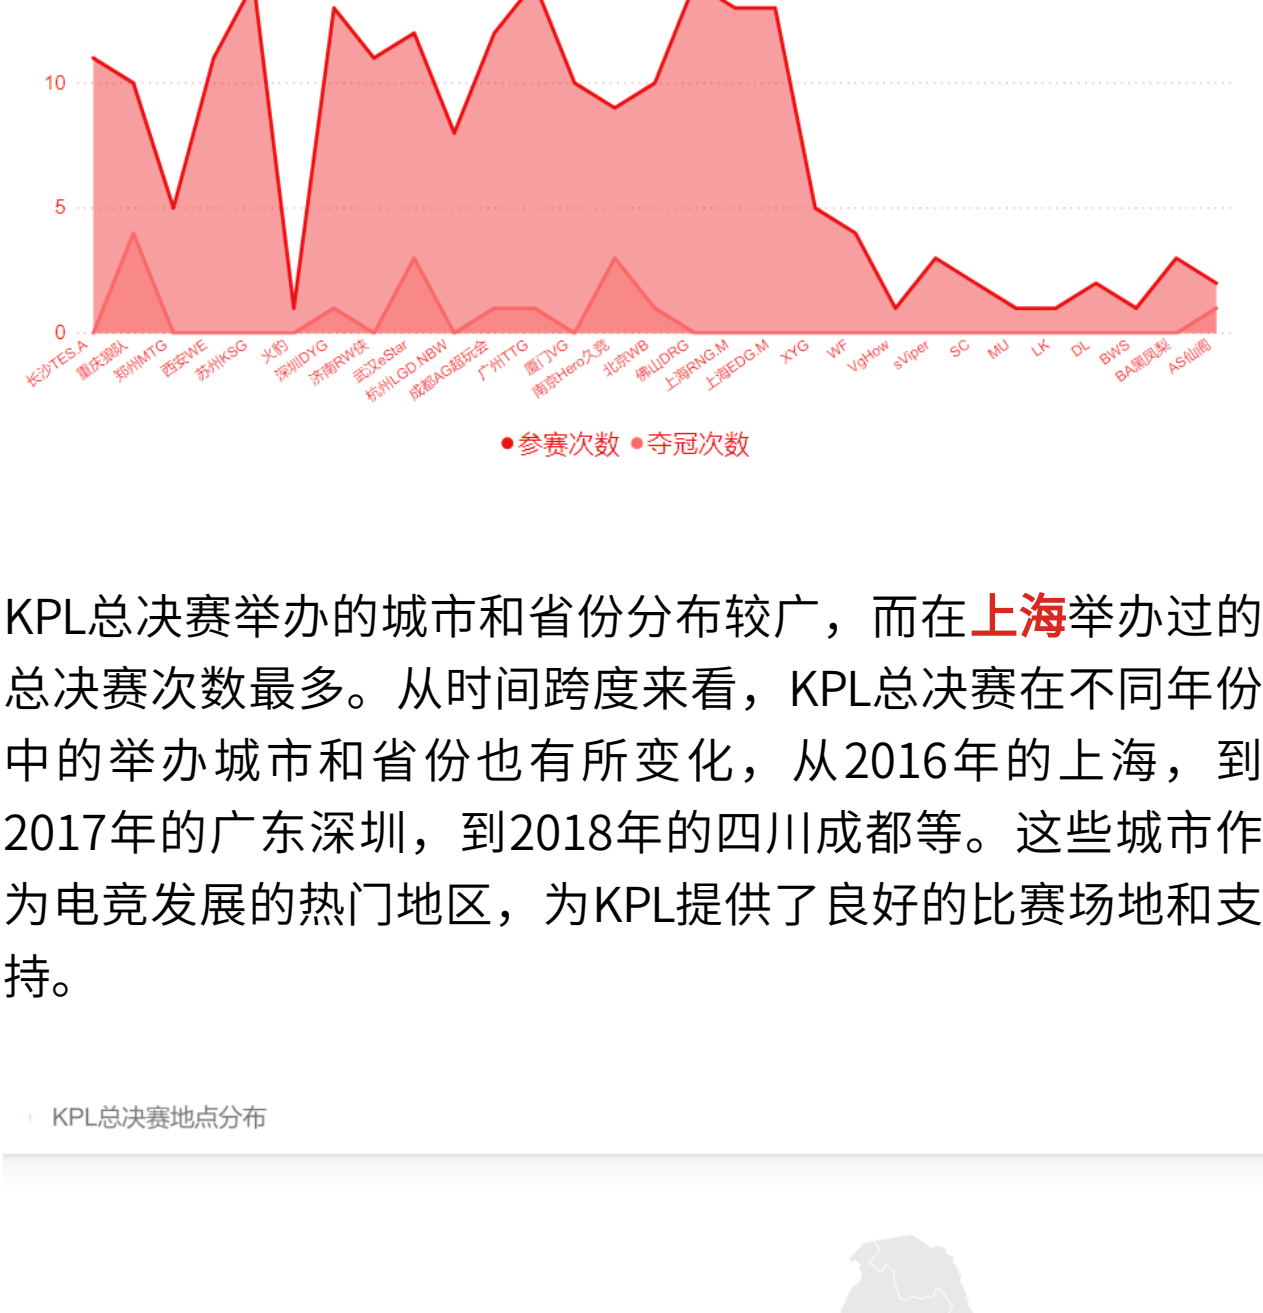 10
5
0
长沙TES.A
重庆狼队
郑州MTG
西安WE
苏州KSG
火豹
深圳DYG
济南RW侠
武汉eStar
杭州LGD.NBW
成都AG超玩会
广州TTG
厦门VG
南京Hero久竞
北京WB
佛山DRG
上海RNG.M
上海EDG.M
XYG
WF
VgHow
sViper
SC
MU
LK
DL
BWS
BA黑凤梨
AS仙阁
参赛次数 夺冠次数
KPL总决赛举办的城市和省份分布较广，而在上海举办过的
总决赛次数最多。从时间跨度来看，KPL总决赛在不同年份
中的举办城市和省份也有所变化，从2016年的上海，到
2017年的广东深圳，到2018年的四川成都等。这些城市作
为电竞发展的热门地区，为KPL提供了良好的比赛场地和支
持。
KPL总决赛地点分布